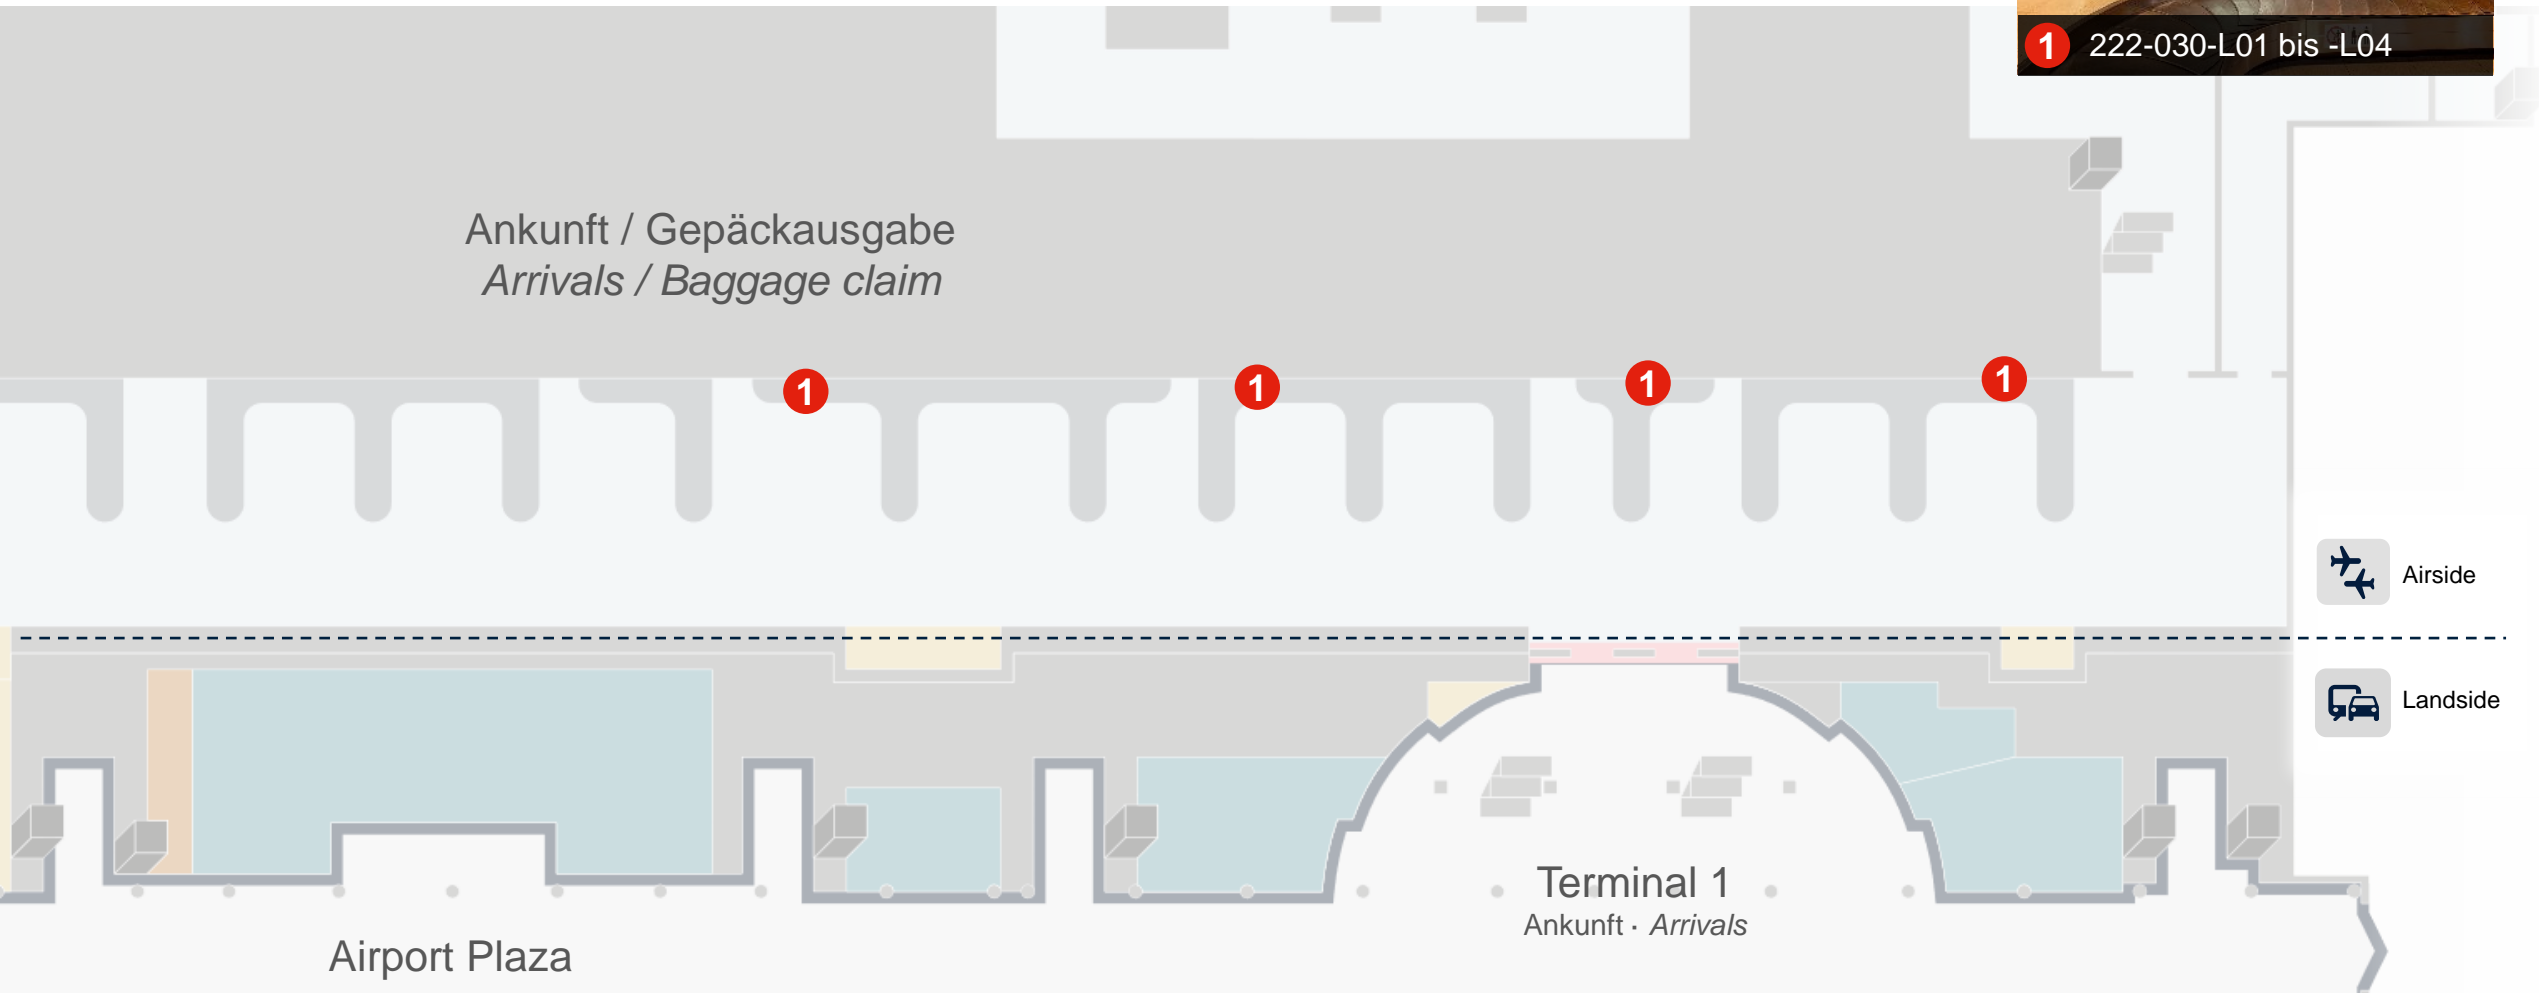 1 222-030-L01 bis -L04
Ankunft / Gepäckausgabe
Arrivals / Baggage claim
1 1 1 1
Airside
Landside
Terminal 1
Ankunft · Arrivals
Airport Plaza